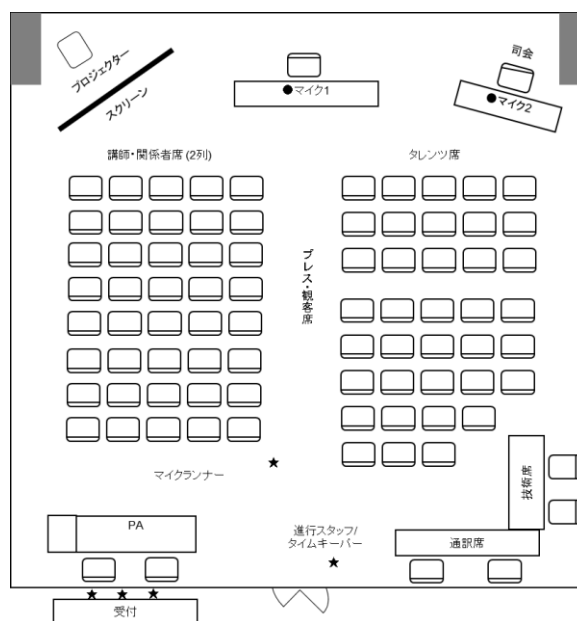 司会
プロジェクター
スクリーン
●マイク1
●マイク2
講師・関係者席 (2列)
タレンツ席
プレス・観客席
マイクランナー
技術席
PA
進行スタッフ/
タイムキーパー
通訳席
受付